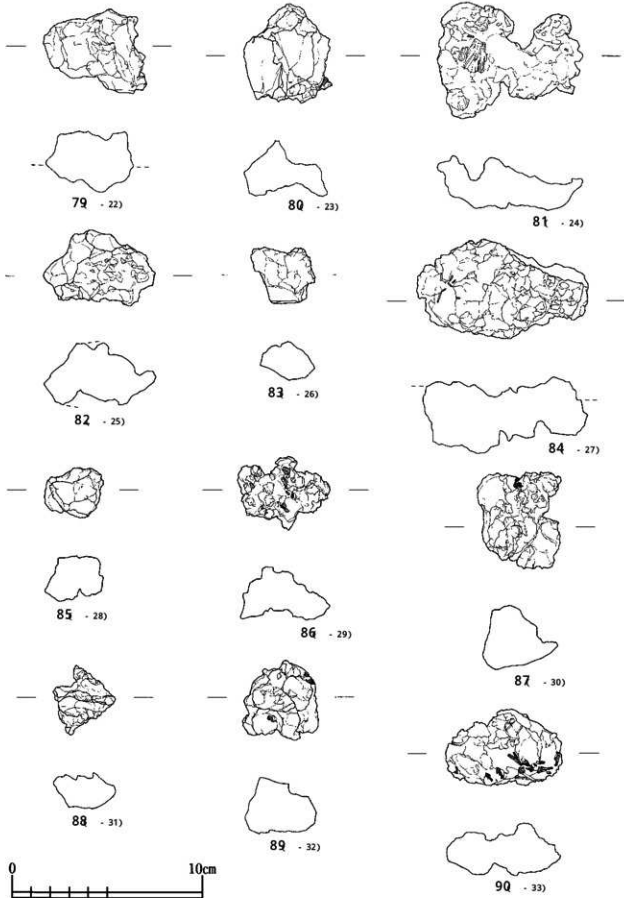 79( - 22)
80( - 23)
81( - 24)
82( - 25)
83( - 26)
84( - 27)
85( - 28)
86( - 29)
87( - 30)
88( - 31)
89( - 32)
90( - 33)
0 10cm